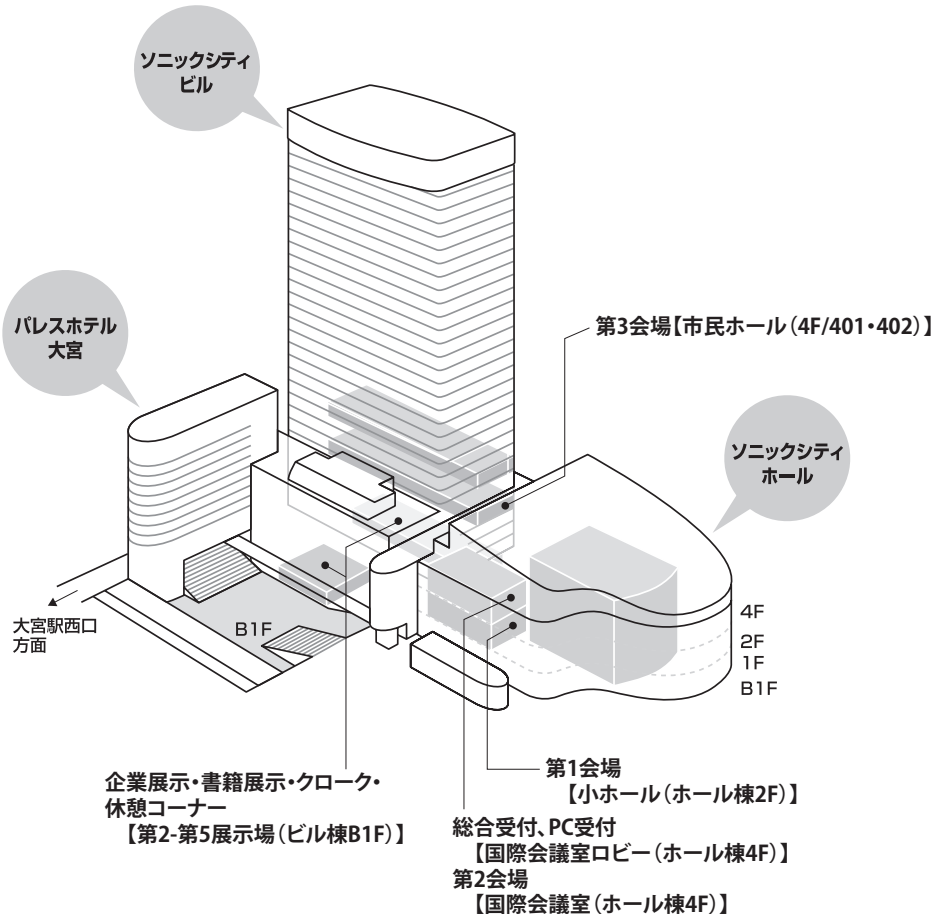 ソニックシティ
ビル
パレスホテル
大宮
第3会場【市民ホール（4F/401・402）】
ソニックシティ
ホール
大宮駅西口
方面
B1F
4F
2F
1F
B1F
企業展示・書籍展示・クローク・
休憩コーナー
【第2-第5展示場（ビル棟B1F）】
第1会場
【小ホール（ホール棟2F）】
総合受付、PC受付
【国際会議室ロビー（ホール棟4F）】
第2会場
【国際会議室（ホール棟4F）】